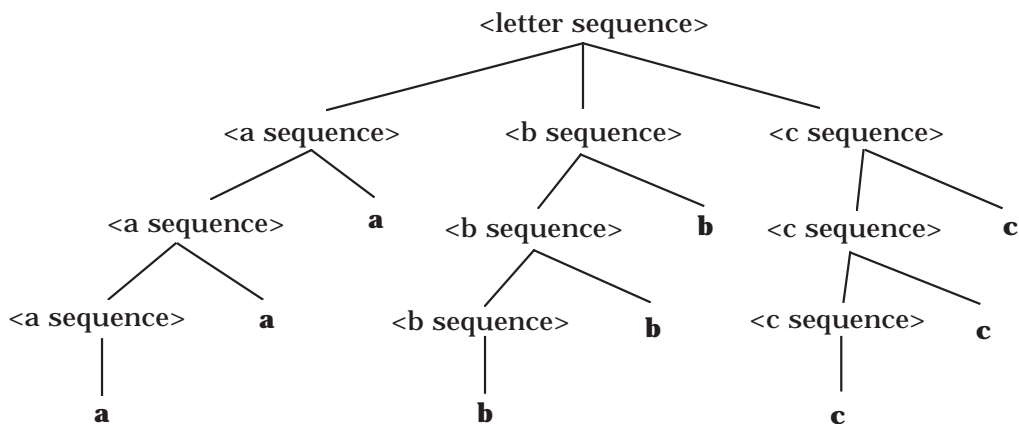 <letter sequence>
<a sequence> <b sequence> <c sequence>
<a sequence> a <b sequence> b <c sequence> c
<a sequence> a <b sequence> b <c sequence> c
a b c